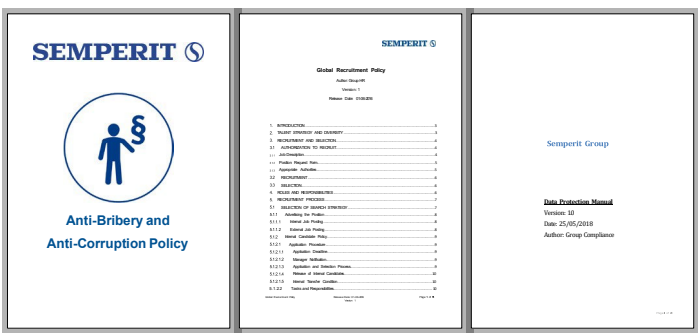 SEMPERIT
§
Anti-Bribery and
Anti-Corruption Policy
SEMPERIT
Global Recruitment Policy
Author: Group HR
Version: 1
1. INTRODUCTION
2. TALENT STRATEGY AND DIVERSITY
3. RECRUITMENT AND SELECTION
3.1 AUTHORIZATION TO RECRUIT
Job Description
Position Request Form
Appropriate Authorities
3.2 RECRUITMENT
3.3 SELECTION
4. ROLES AND RESPONSIBILITIES
5. RECRUITMENT PROCESS
5.1 SELECTION OF SEARCH STRATEGY
5.1.1 Advertising the Position
5.1.1.1 Internal Job Posting
5.1.1.2 External Job Posting
5.1.2 Internal Candidate Policy
5.1.2.1 Application Procedure
5.1.2.1.1 Application Deadline
5.1.2.1.2 Manager Notification
5.1.2.1.3 Application and Selection Process
5.1.2.1.4 Release of Internal Candidates
5.1.2.1.5 Internal Transfer Condition
Tasks and Responsibilities
Semperit Group
Data Protection Manual
Version: 1.0
Date: 25/05/2018
Author: Group Compliance